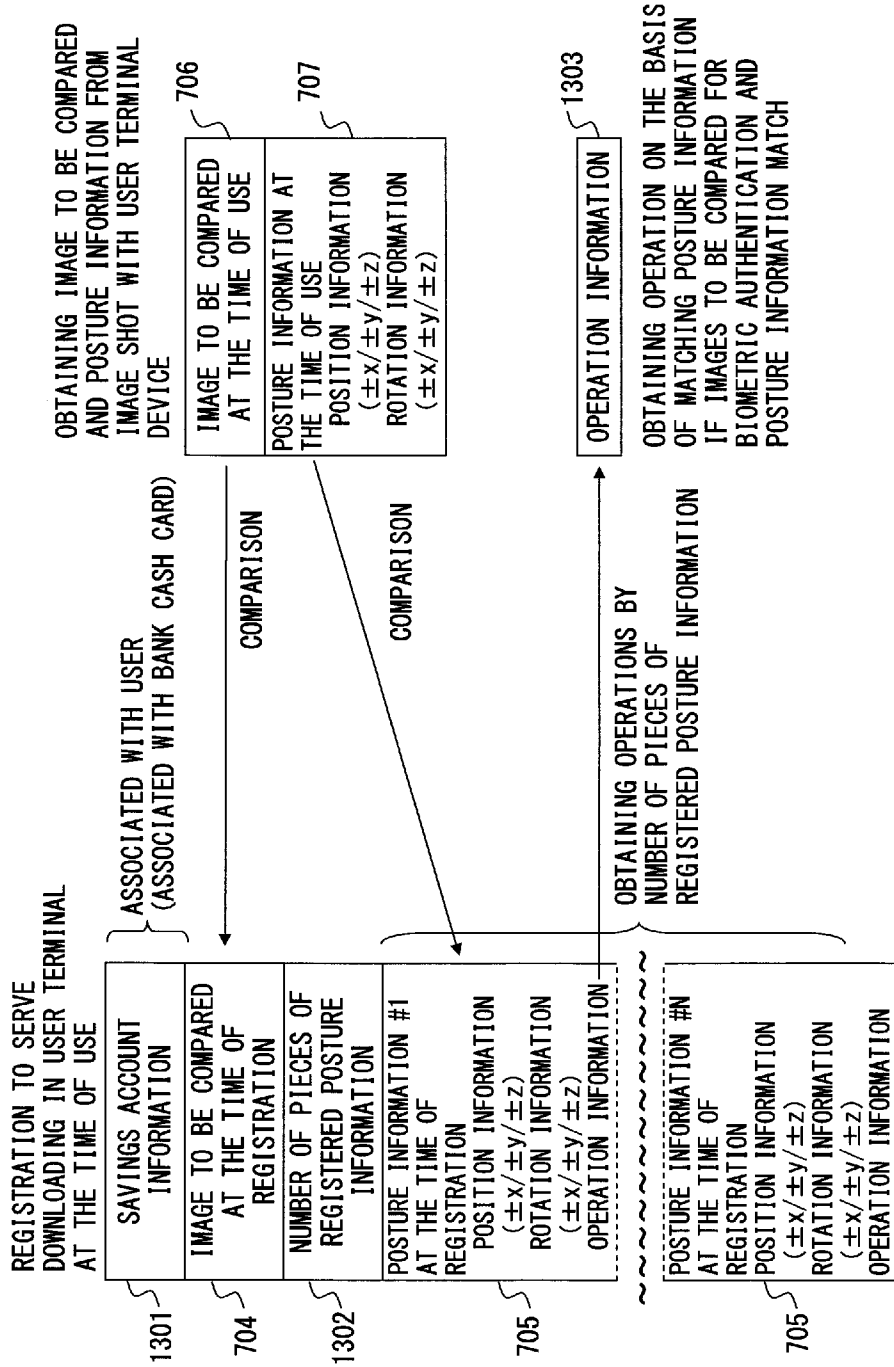 REGISTRATION TO SERVE
DOWNLOADING IN USER TERMINAL
AT THE TIME OF USE
1301
SAVINGS ACCOUNT
INFORMATION
ASSOCIATED WITH USER
(ASSOCIATED WITH BANK CASH CARD)
704
IMAGE TO BE COMPARED
AT THE TIME OF
REGISTRATION
1302
NUMBER OF PIECES OF
REGISTERED POSTURE
INFORMATION
705
POSTURE INFORMATION #1
AT THE TIME OF
REGISTRATION
POSITION INFORMATION
(±x/±y/±z)
ROTATION INFORMATION
(±x/±y/±z)
OPERATION INFORMATION
705
POSTURE INFORMATION #N
AT THE TIME OF
REGISTRATION
POSITION INFORMATION
(±x/±y/±z)
ROTATION INFORMATION
(±x/±y/±z)
OPERATION INFORMATION
COMPARISON
COMPARISON
OBTAINING OPERATIONS BY
NUMBER OF PIECES OF
REGISTERED POSTURE INFORMATION
OBTAINING IMAGE TO BE COMPARED
AND POSTURE INFORMATION FROM
IMAGE SHOT WITH USER TERMINAL
DEVICE
706
IMAGE TO BE COMPARED
AT THE TIME OF USE
707
POSTURE INFORMATION AT
THE TIME OF USE
POSITION INFORMATION
(±x/±y/±z)
ROTATION INFORMATION
(±x/±y/±z)
1303
OPERATION INFORMATION
OBTAINING OPERATION ON THE BASIS
OF MATCHING POSTURE INFORMATION
IF IMAGES TO BE COMPARED FOR
BIOMETRIC AUTHENTICATION AND
POSTURE INFORMATION MATCH